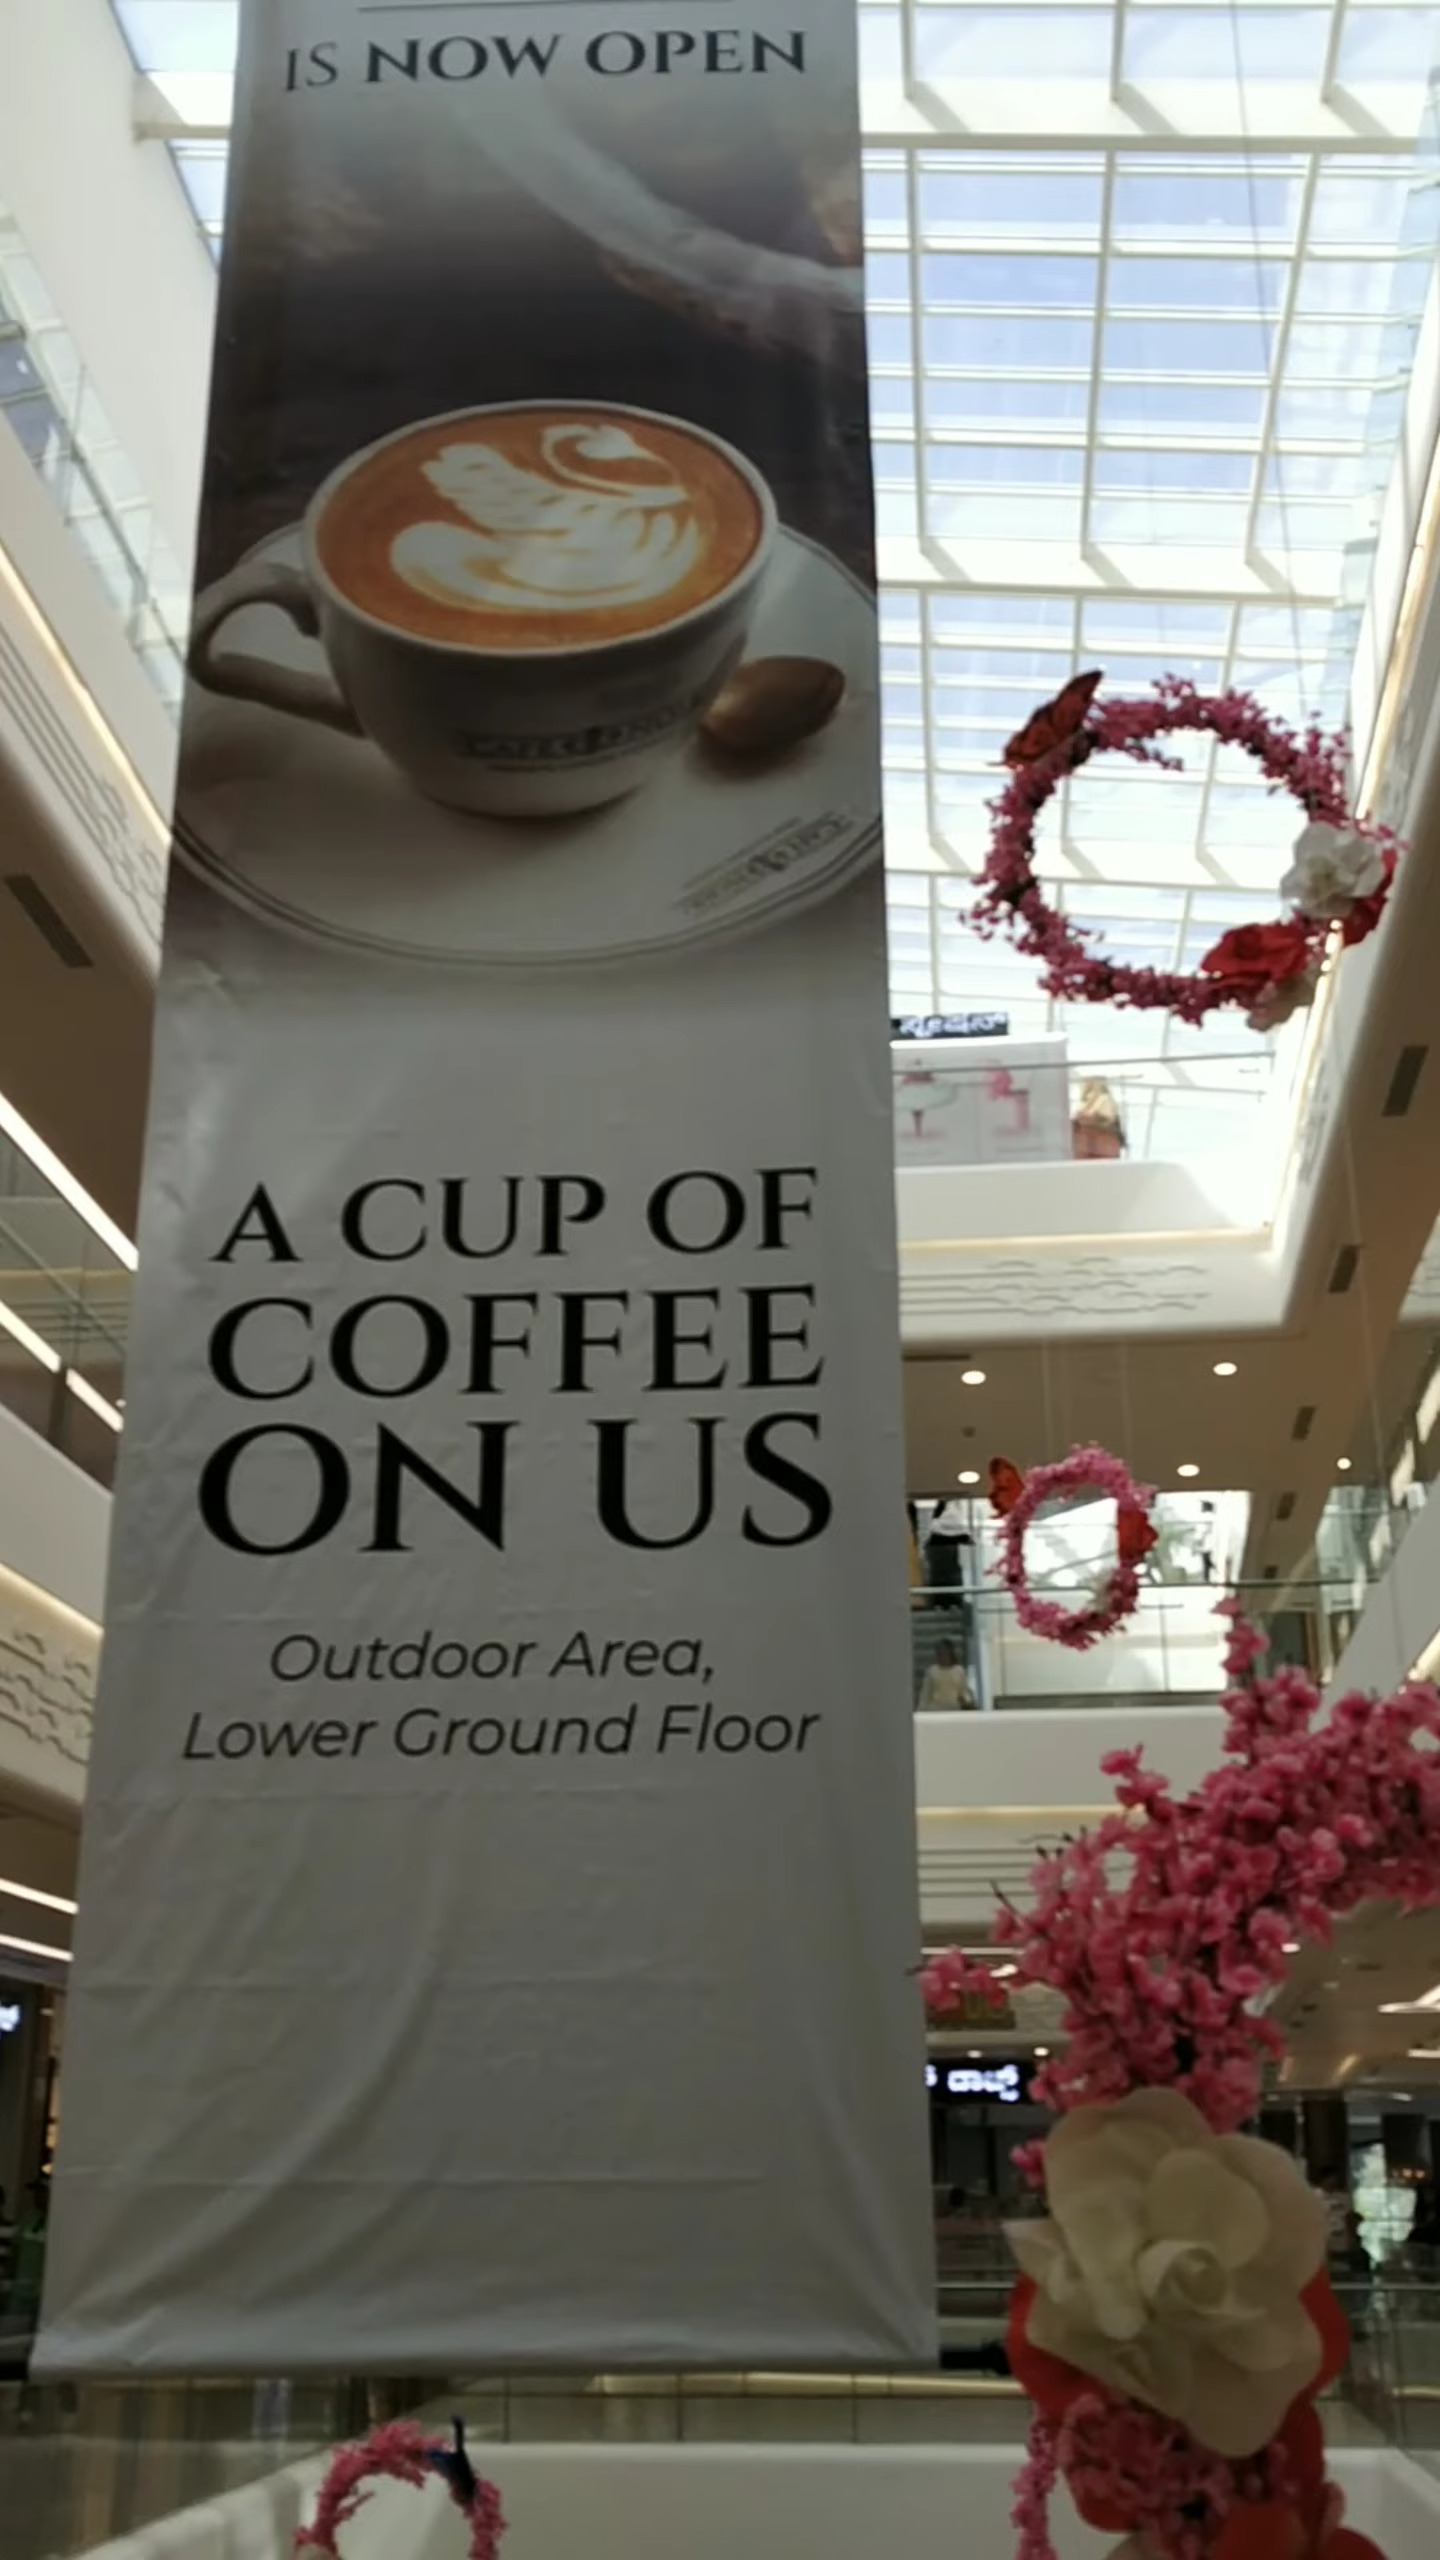 IS NOW OPEN
A CUP OF
COFFEE
ON US
Outdoor Area,
Lower Ground Floor